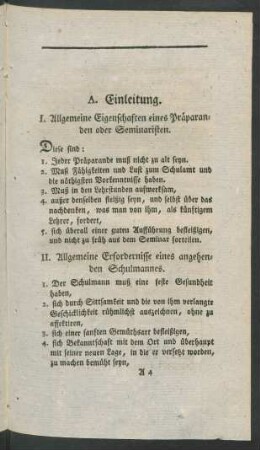 A. Einleitung.
I. Allgemeine Eigenschaften eines Präparan-
den oder Seminaristen.
Diese sind:
1. Jeder Präparande muß nicht zu alt seyn.
2. Muß Fähigkeiten und Lust zum Schulamt und
die nöthigsten Vorkenntnisse haben.
3. Muß in den Lehrstunden aufmerksam,
4. außer denselben fleißig seyn, und selbst über das
nachdenken, was man von ihm, als künftigem
Lehrer, fordert,
5. sich überall einer guten Aufführung befleißigen,
und nicht zu früh aus dem Seminar forteilen.
II. Allgemeine Erfordernisse eines angehen-
den Schulmannes.
1. Der Schulmann muß eine feste Gesundheit
haben,
2. sich durch Sittsamkeit und die von ihm verlangte
Geschicklichkeit rühmlichst auszeichnen, ohne zu
affektiren,
3. sich einer sanften Gemüthsart befleißigen,
4. sich Bekanntschaft mit dem Ort und überhaupt
mit seiner neuen Lage, in die er versetzt worden,
zu machen bemüht seyn,
A 4